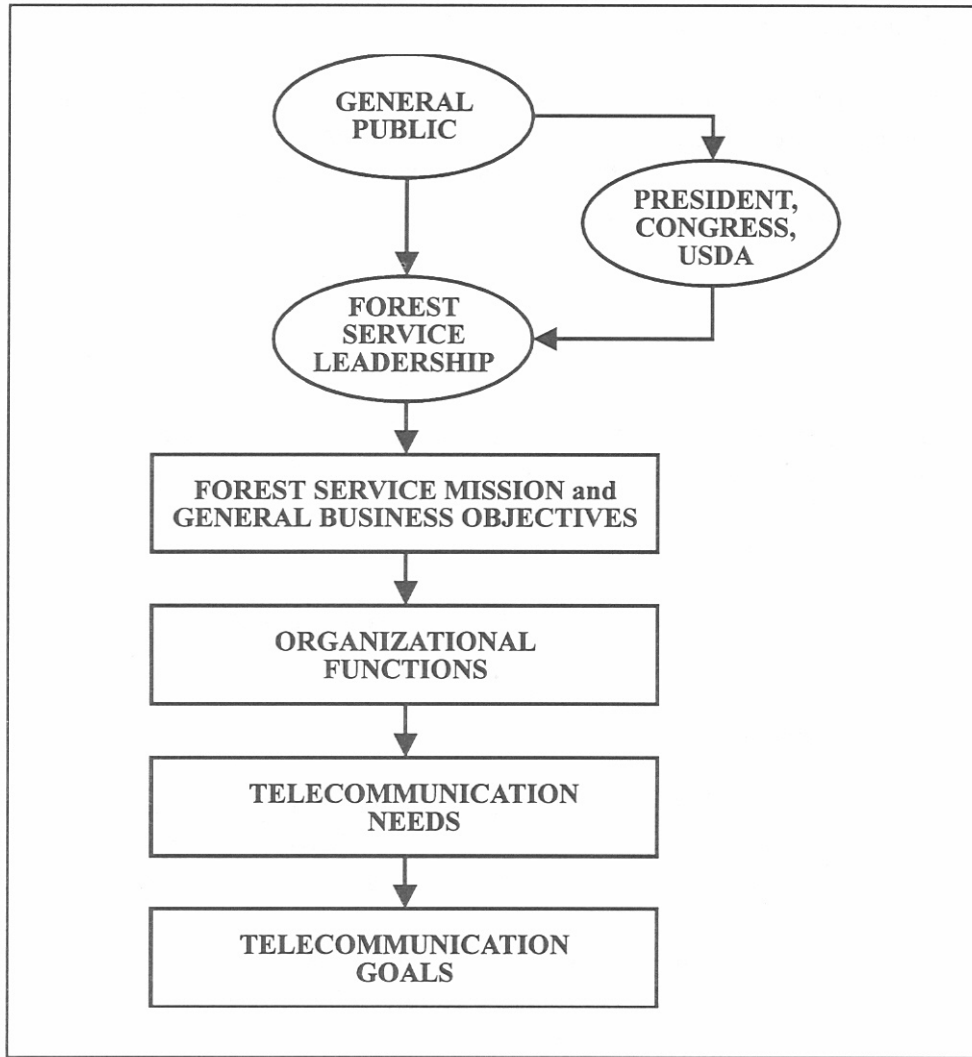 GENERAL
PUBLIC
PRESIDENT,
CONGRESS,
USDA
FOREST
SERVICE
LEADERSHIP
FOREST SERVICE MISSION and
GENERAL BUSINESS OBJECTIVES
ORGANIZATIONAL
FUNCTIONS
TELECOMMUNICATION
NEEDS
TELECOMMUNICATION
GOALS